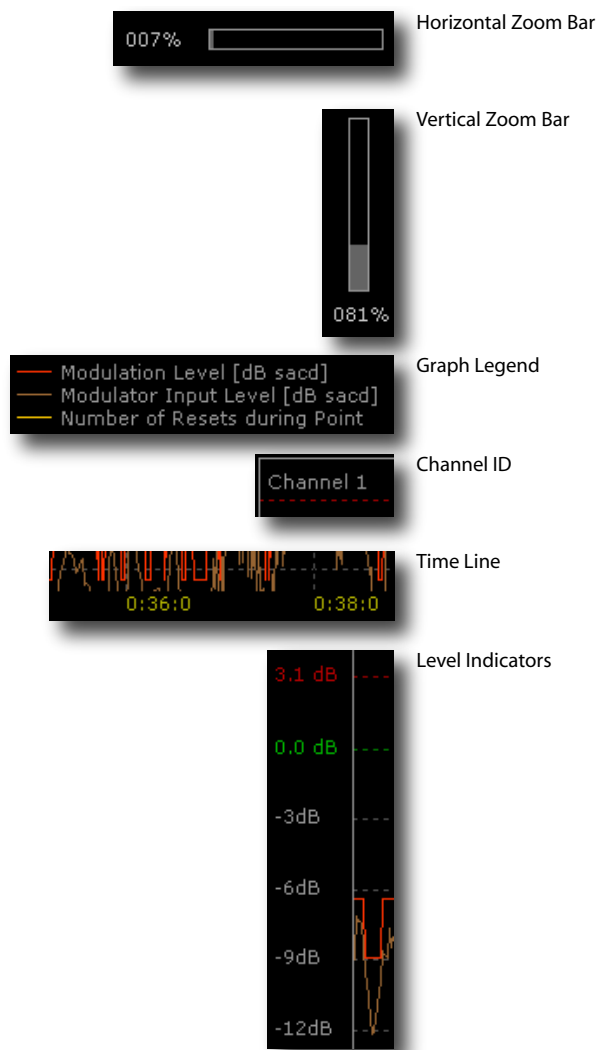 007%
Horizontal Zoom Bar
Vertical Zoom Bar
081%
Modulation Level [dB sacd]
Modulator Input Level [dB sacd]
Number of Resets during Point
Graph Legend
Channel 1
Channel ID
Time Line
0:36:0 0:38:0
Level Indicators
3.1 dB
0.0 dB
-3dB
-6dB
-9dB
-12dB